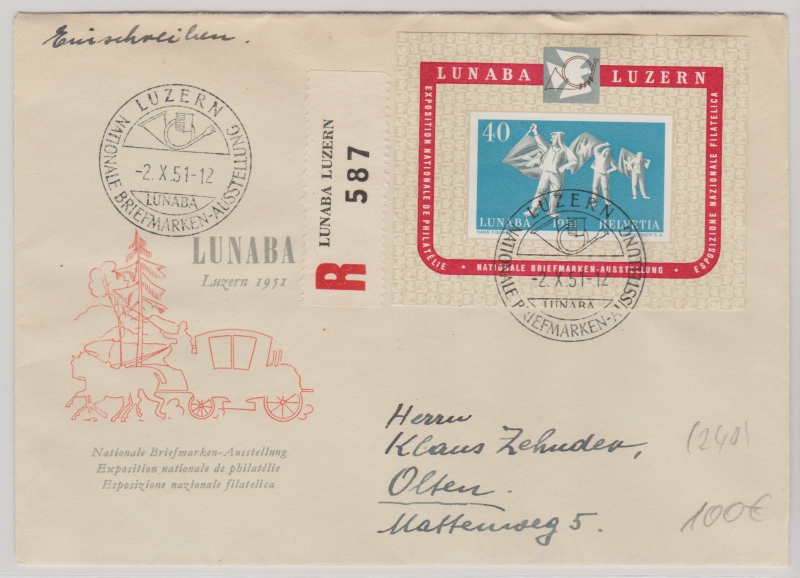 Einschreiben.
LUZERN
NATIONALE BRIEFMARKEN-AUSSTELLUNG
-2.X.51-12
LUNABA
LUNABA
Luzern 1951
R LUNABA LUZERN
587
LUNABA LUZERN
EXPOSITION NATIONALE DE PHILATÉLIE
NATIONALE BRIEFMARKEN-AUSSTELLUNG
ESPOSIZIONE NAZIONALE FILATELICA
40
LUNABA 1951 HELVETIA
LUZERN
NATIONALE BRIEFMARKEN-AUSSTELLUNG
-2.X.51-12
LUNABA
Nationale Briefmarken-Ausstellung
Exposition nationale de philatélie
Esposizione nazionale filatelica
Herrn
Klaus Zehnder,
Olten.
Mattenweg 5.
(240)
100€